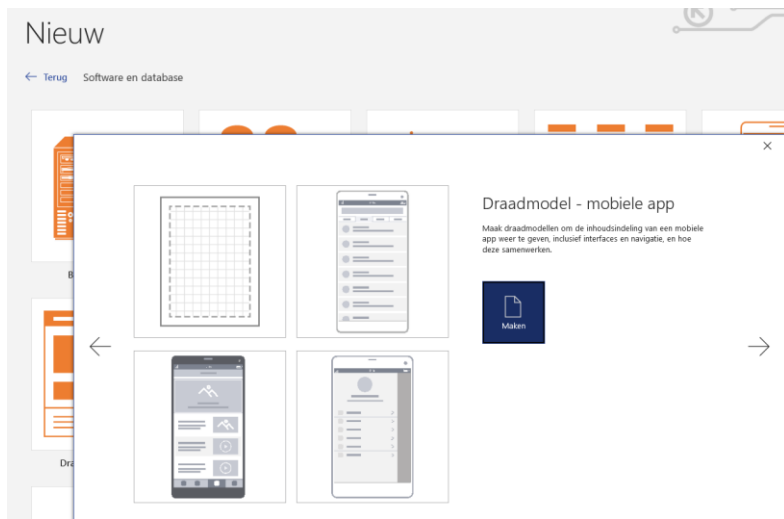 Nieuw
Terug Software en database
B
Dra
Draadmodel - mobiele app
Maak draadmodellen om de inhoudsindeling van een mobiele
app weer te geven, inclusief interfaces en navigatie, en hoe
deze samenwerken.
Maken